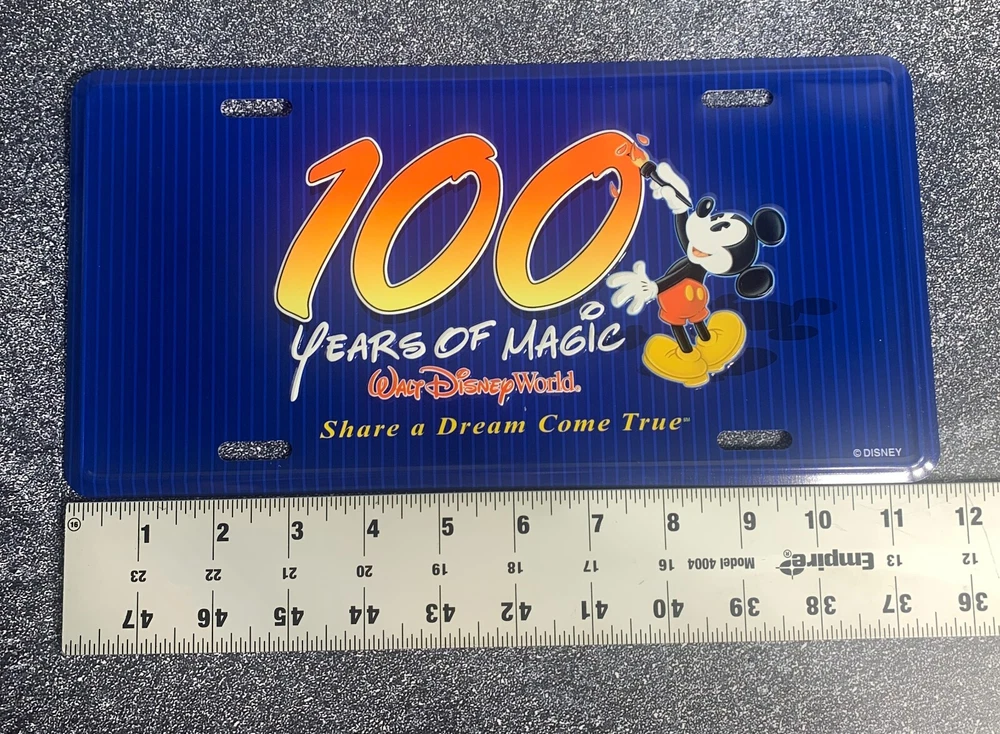 100
YEARS OF MAGIC
WALT DISNEY World.
Share a Dream Come True℠
© DISNEY
16 1 2 3 4 5 6 7 8 9 10 11 12
23 22 21 20 19 18 17 16 Model 4004 Empire® 13 12
47 46 45 44 43 42 41 40 39 38 37 36